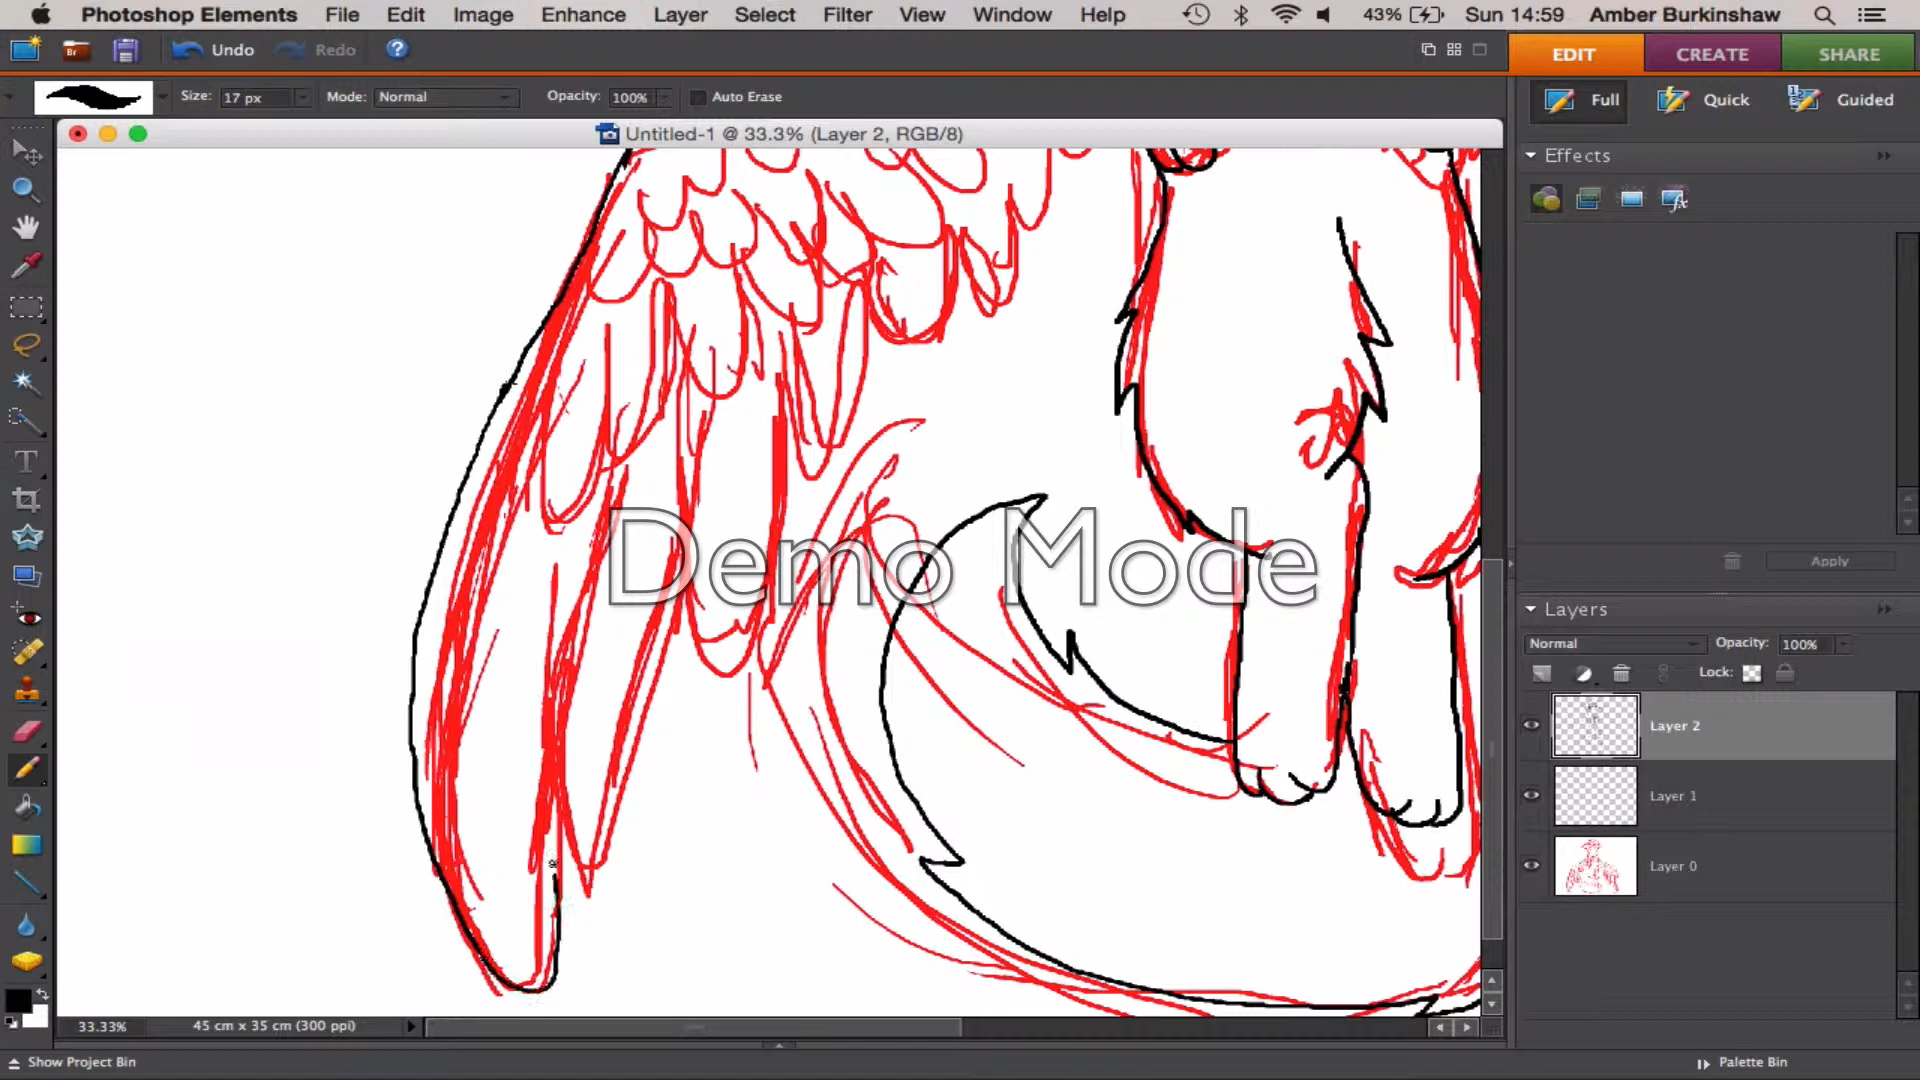 Photoshop Elements File Edit Image Enhance Layer Select Filter View Window Help 43% Sun 14:59 Amber Burkinshaw
Br Undo Redo ? EDIT CREATE SHARE
Size: 17 px Mode: Normal Opacity: 100% Auto Erase Full Quick Guided
Untitled-1 @ 33.3% (Layer 2, RGB/8)
Effects
fx
T
Demo Mode
Apply
Layers
Normal Opacity: 100%
Lock:
Layer 2
Layer 1
Layer 0
33.33% 45 cm x 35 cm (300 ppi)
Show Project Bin Palette Bin